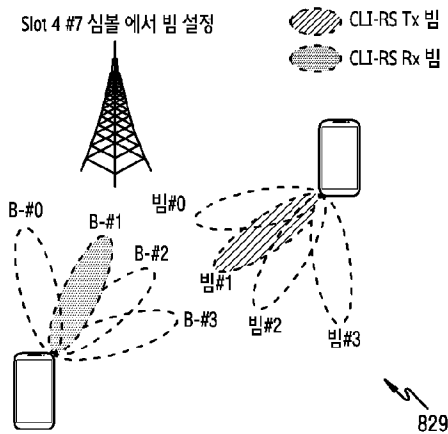 Slot 4 #7 심볼 에서 빔 설정
CLI-RS Tx 빔
CLI-RS Rx 빔
빔#0
빔#1
빔#2
빔#3
B-#0
B-#1
B-#2
B-#3
829